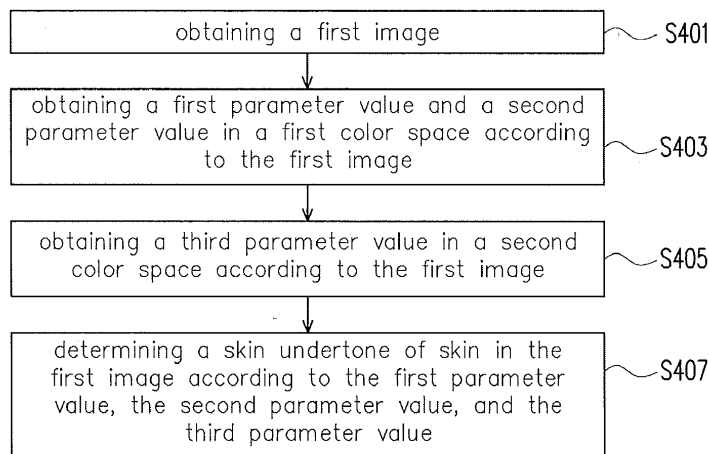 obtaining a first image
S401
obtaining a first parameter value and a second
parameter value in a first color space according
to the first image
S403
obtaining a third parameter value in a second
color space according to the first image
S405
determining a skin undertone of skin in the
first image according to the first parameter
value, the second parameter value, and the
third parameter value
S407